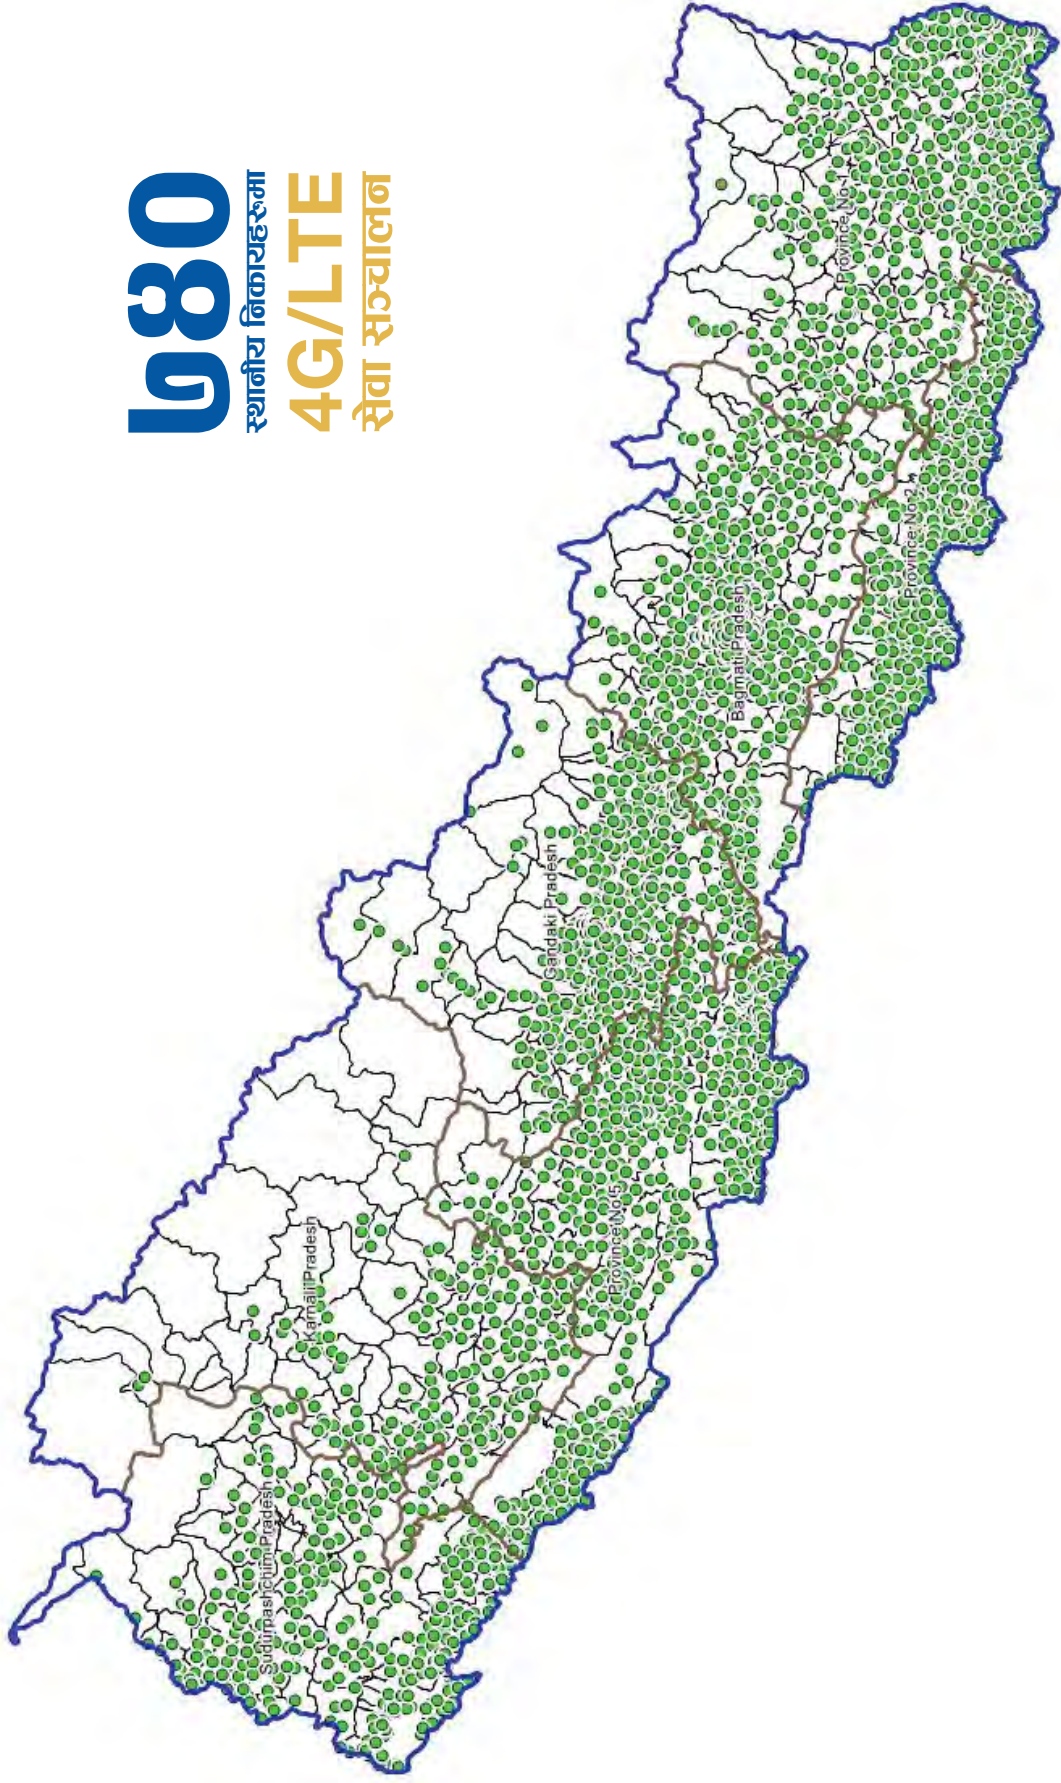 ७४०
स्थानीय निकायहरुमा
4G/LTE
सेवा सञ्चालन
Sudurpashchim Pradesh
Karnali Pradesh
Province No 5
Gandaki Pradesh
Bagmati Pradesh
Province No 2
Province No 1